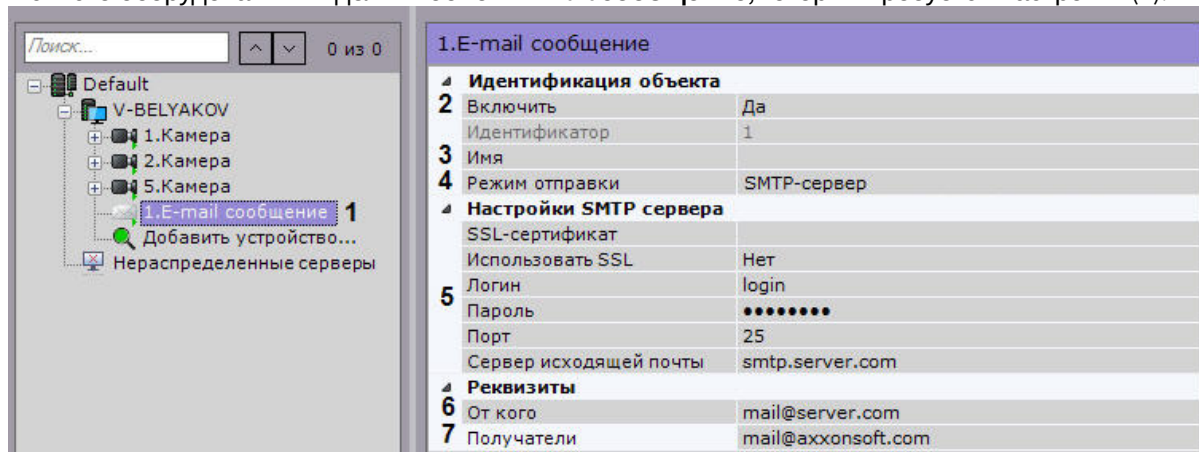 Поиск...
0 из 0
Default
V-BELYAKOV
1.Камера
2.Камера
5.Камера
1.E-mail сообщение 1
Добавить устройство...
Нераспределенные серверы
1.E-mail сообщение
Идентификация объекта
2 Включить Да
Идентификатор 1
3 Имя
4 Режим отправки SMTP-сервер
Настройки SMTP сервера
SSL-сертификат
Использовать SSL Нет
5 Логин login
Пароль ●●●●●●●●
Порт 25
Сервер исходящей почты smtp.server.com
Реквизиты
6 От кого mail@server.com
7 Получатели mail@axxonsoft.com